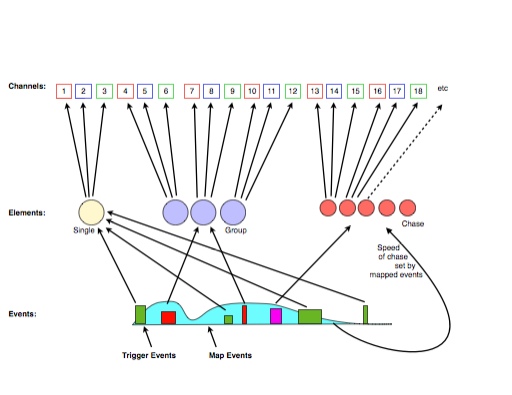 Channels: 1 2 3 4 5 6 7 8 9 10 11 12 13 14 15 16 17 18 etc
Elements:
Single
Group
Chase
Speed
of chase
set by
mapped events
Events:
Trigger Events
Map Events